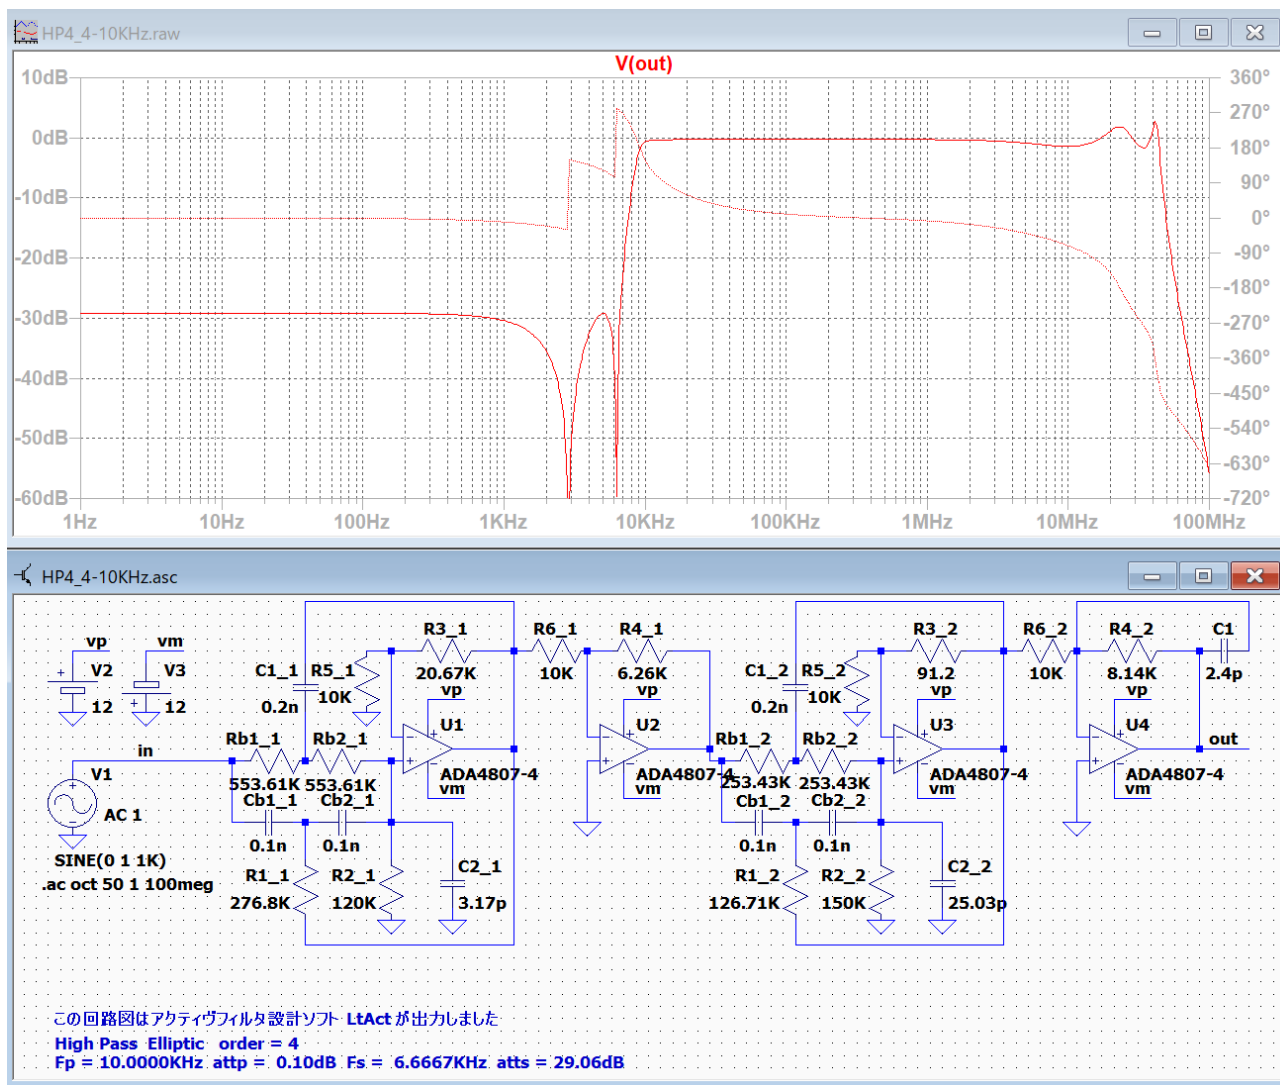 HP4_4-10KHz.raw
V(out)
10dB 360°
0dB 270°
-10dB 180°
-20dB 90°
-30dB 0°
-40dB -90°
-50dB -180°
-60dB -270°
-360°
-450°
-540°
-630°
-720°
1Hz 10Hz 100Hz 1KHz 10KHz 100KHz 1MHz 10MHz 100MHz
HP4_4-10KHz.asc
vp vm
V2 V3
12 12
R3_1 R6_1 R4_1 R3_2 R6_2 R4_2 C1
20.67K 10K 6.26K 91.2 10K 8.14K 2.4p
C1_1 R5_1 C1_2 R5_2
10K 10K
0.2n 0.2n
vp vp vp vp
U1 U2 U3 U4
in out
Rb1_1 Rb2_1 Rb1_2 Rb2_2
553.61K 553.61K 253.43K 253.43K
ADA4807-4 ADA4807-4 ADA4807-4 ADA4807-4
vm vm vm vm
V1
AC 1
SINE(0 1 1K)
.ac oct 50 1 100meg
Cb1_1 Cb2_1 Cb1_2 Cb2_2
0.1n 0.1n 0.1n 0.1n
R1_1 R2_1 C2_1 R1_2 R2_2 C2_2
276.8K 120K 3.17p 126.71K 150K 25.03p
この回路図はアクティヴフィルタ設計ソフト LtAct が出力しました
High Pass Elliptic order = 4
Fp = 10.0000KHz attp = 0.10dB Fs = 6.6667KHz atts = 29.06dB